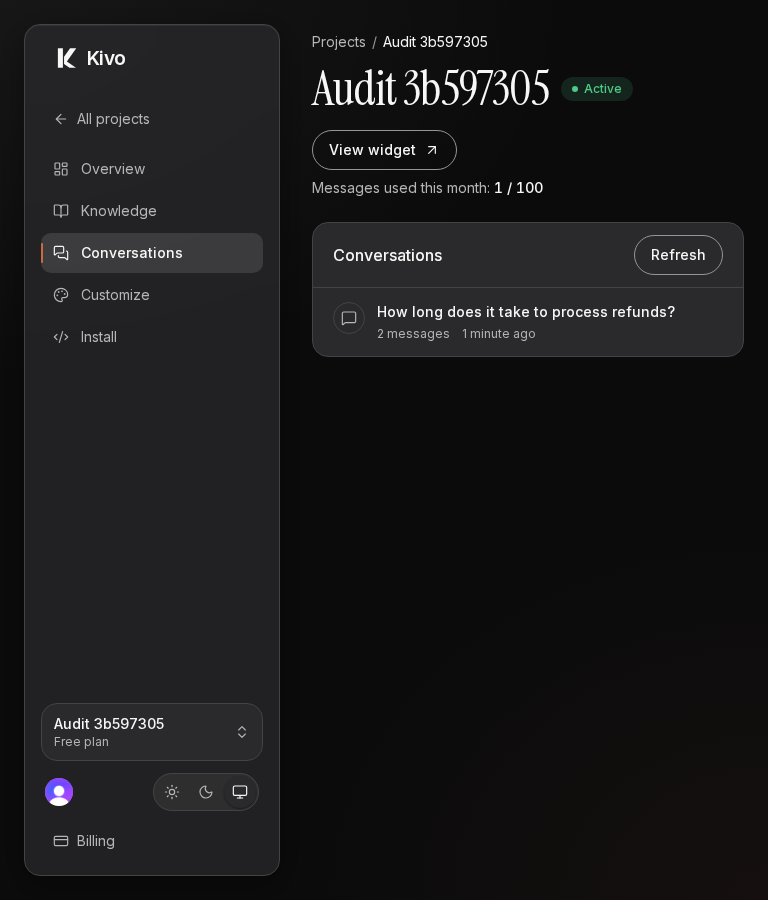 Kivo
All projects
Overview
Knowledge
Conversations
Customize
Install
Audit 3b597305
Free plan
Billing
Projects / Audit 3b597305
Audit 3b597305
Active
View widget
Messages used this month: 1 / 100
Conversations
Refresh
How long does it take to process refunds?
2 messages 1 minute ago